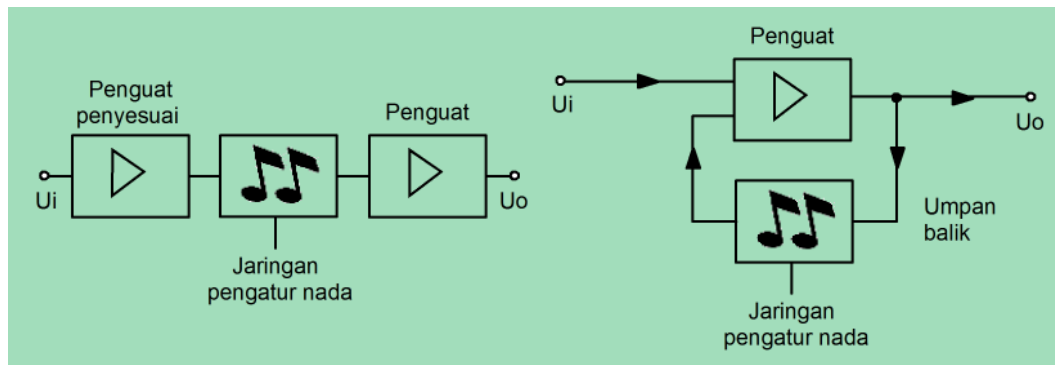 Penguat
penyesuai
Penguat
Ui
Uo
Jaringan
pengatur nada
Penguat
Ui
Uo
Umpan
balik
Jaringan
pengatur nada